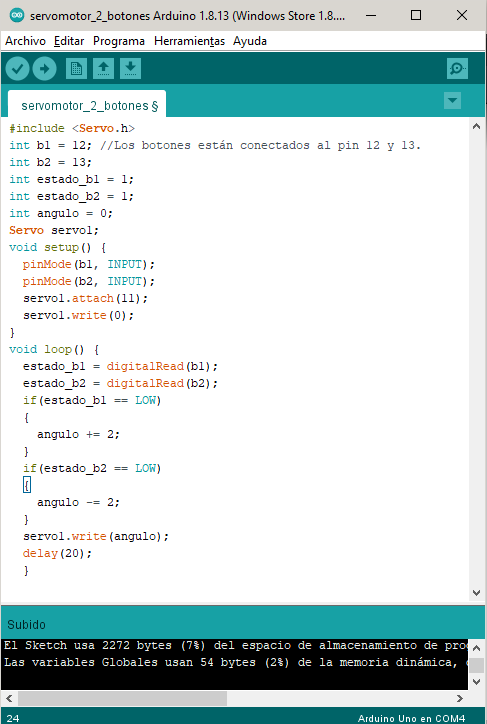 servomotor_2_botones Arduino 1.8.13 (Windows Store 1.8....
Archivo Editar Programa Herramientas Ayuda
servomotor_2_botones §
#include <Servo.h>
int b1 = 12; //Los botones están conectados al pin 12 y 13.
int b2 = 13;
int estado_b1 = 1;
int estado_b2 = 1;
int angulo = 0;
Servo servo1;
void setup() {
pinMode(b1, INPUT);
pinMode(b2, INPUT);
servo1.attach(11);
servo1.write(0);
}
void loop() {
estado_b1 = digitalRead(b1);
estado_b2 = digitalRead(b2);
if(estado_b1 == LOW)
{
angulo += 2;
}
if(estado_b2 == LOW)
{
angulo -= 2;
}
servo1.write(angulo);
delay(20);
}
Subido
El Sketch usa 2272 bytes (7%) del espacio de almacenamiento de
Las variables Globales usan 54 bytes (2%) de la memoria dinámica,
24 Arduino Uno en COM4